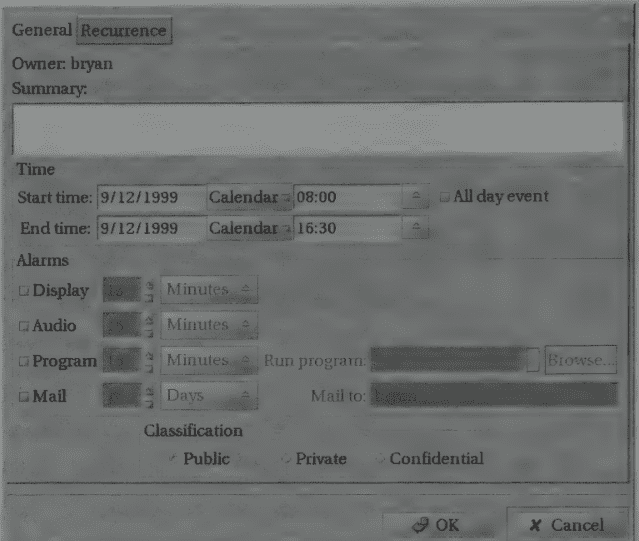 General Recurrence
Owner: bryan
Summary:
Time
Start time: 9/12/1999 Calendar 08:00 All day event
End time: 9/12/1999 Calendar 16:30
Alarms
Display Minutes
Audio Minutes
Program Minutes Run program: Browse...
Mail Days Mail to:
Classification
Public Private Confidential
OK Cancel